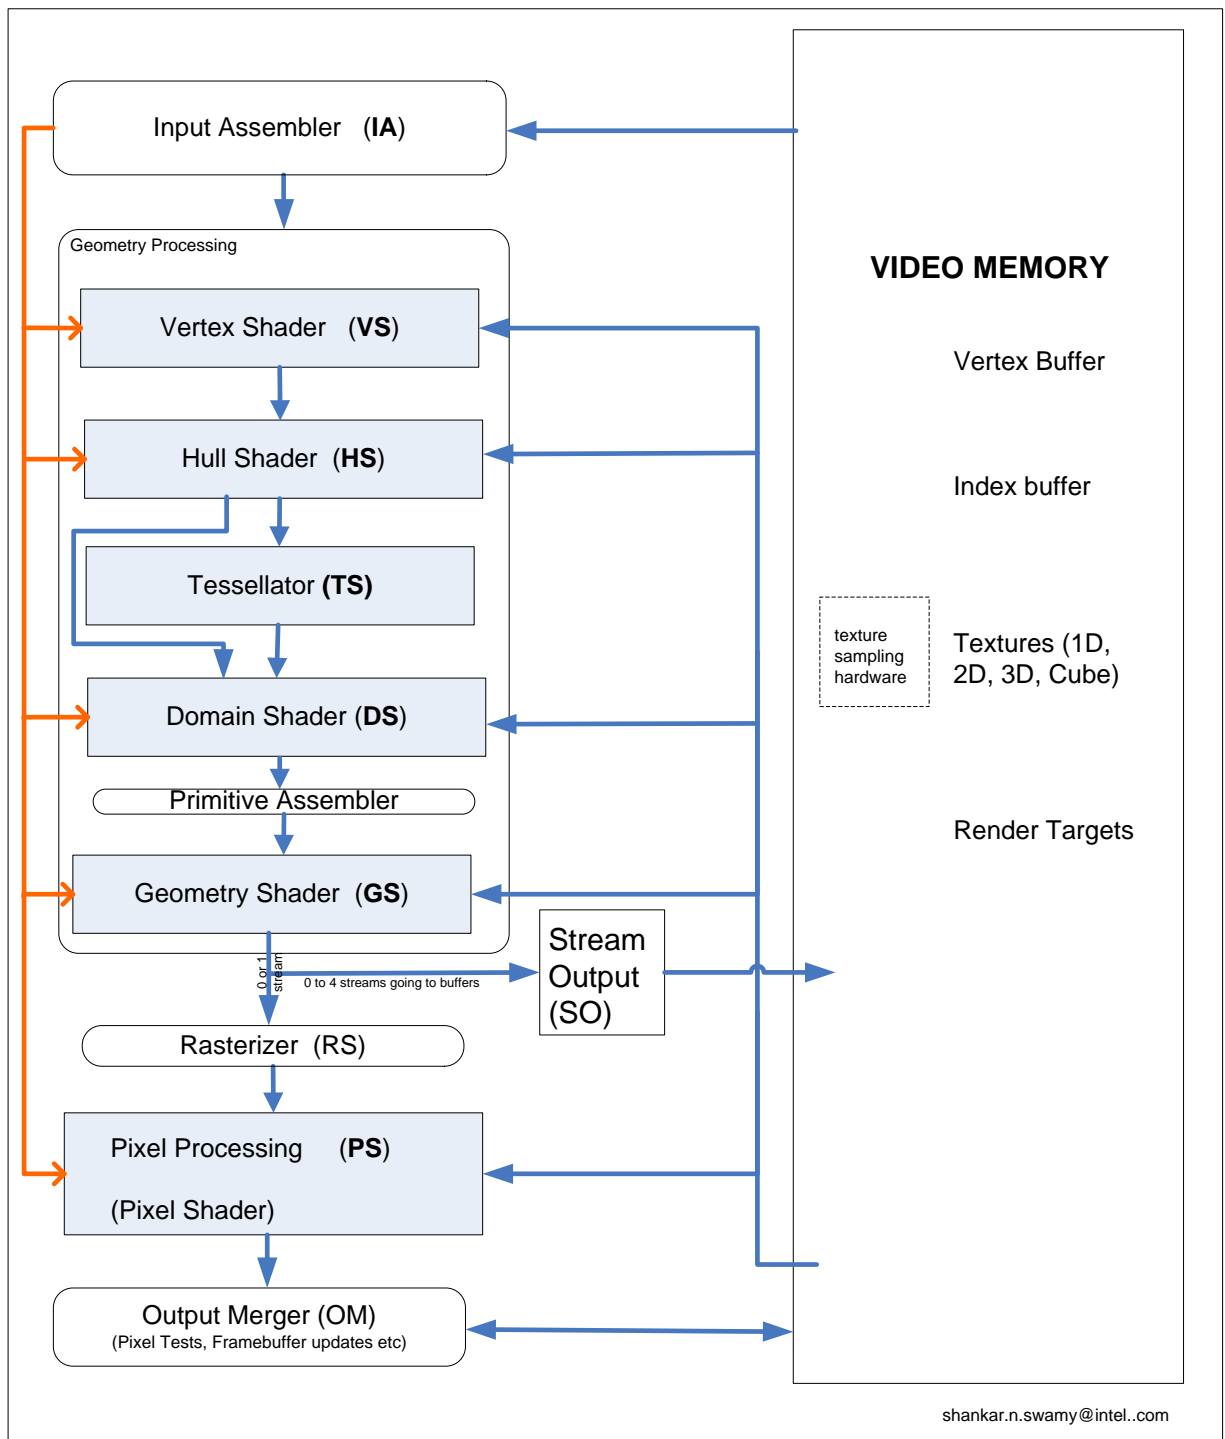 Input Assembler (IA)
Geometry Processing
Vertex Shader (VS)
Hull Shader (HS)
Tessellator (TS)
Domain Shader (DS)
Primitive Assembler
Geometry Shader (GS)
0 or 1
stream
0 to 4 streams going to buffers
Stream
Output
(SO)
Rasterizer (RS)
Pixel Processing (PS)
(Pixel Shader)
Output Merger (OM)
(Pixel Tests, Framebuffer updates etc)
VIDEO MEMORY
Vertex Buffer
Index buffer
texture
sampling
hardware
Textures (1D,
2D, 3D, Cube)
Render Targets
shankar.n.swamy@intel..com